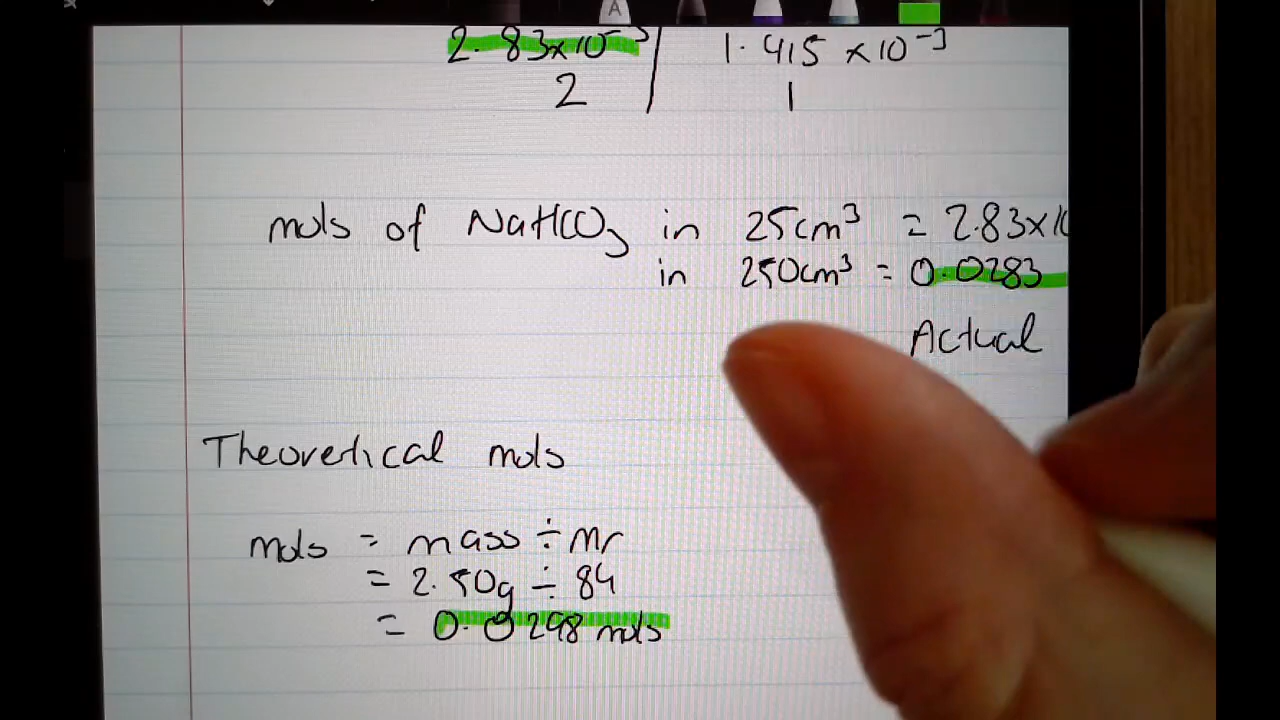 A
2.83x10⁻³ | 1.415 x10⁻³
2 | 1
mols of NaHCO₃ in 25cm³ = 2.83x10
in 250cm³ = 0.0283
Actual
Theoretical mols
mols = mass ÷ Mr
= 2.50g ÷ 84
= 0.0298 mols